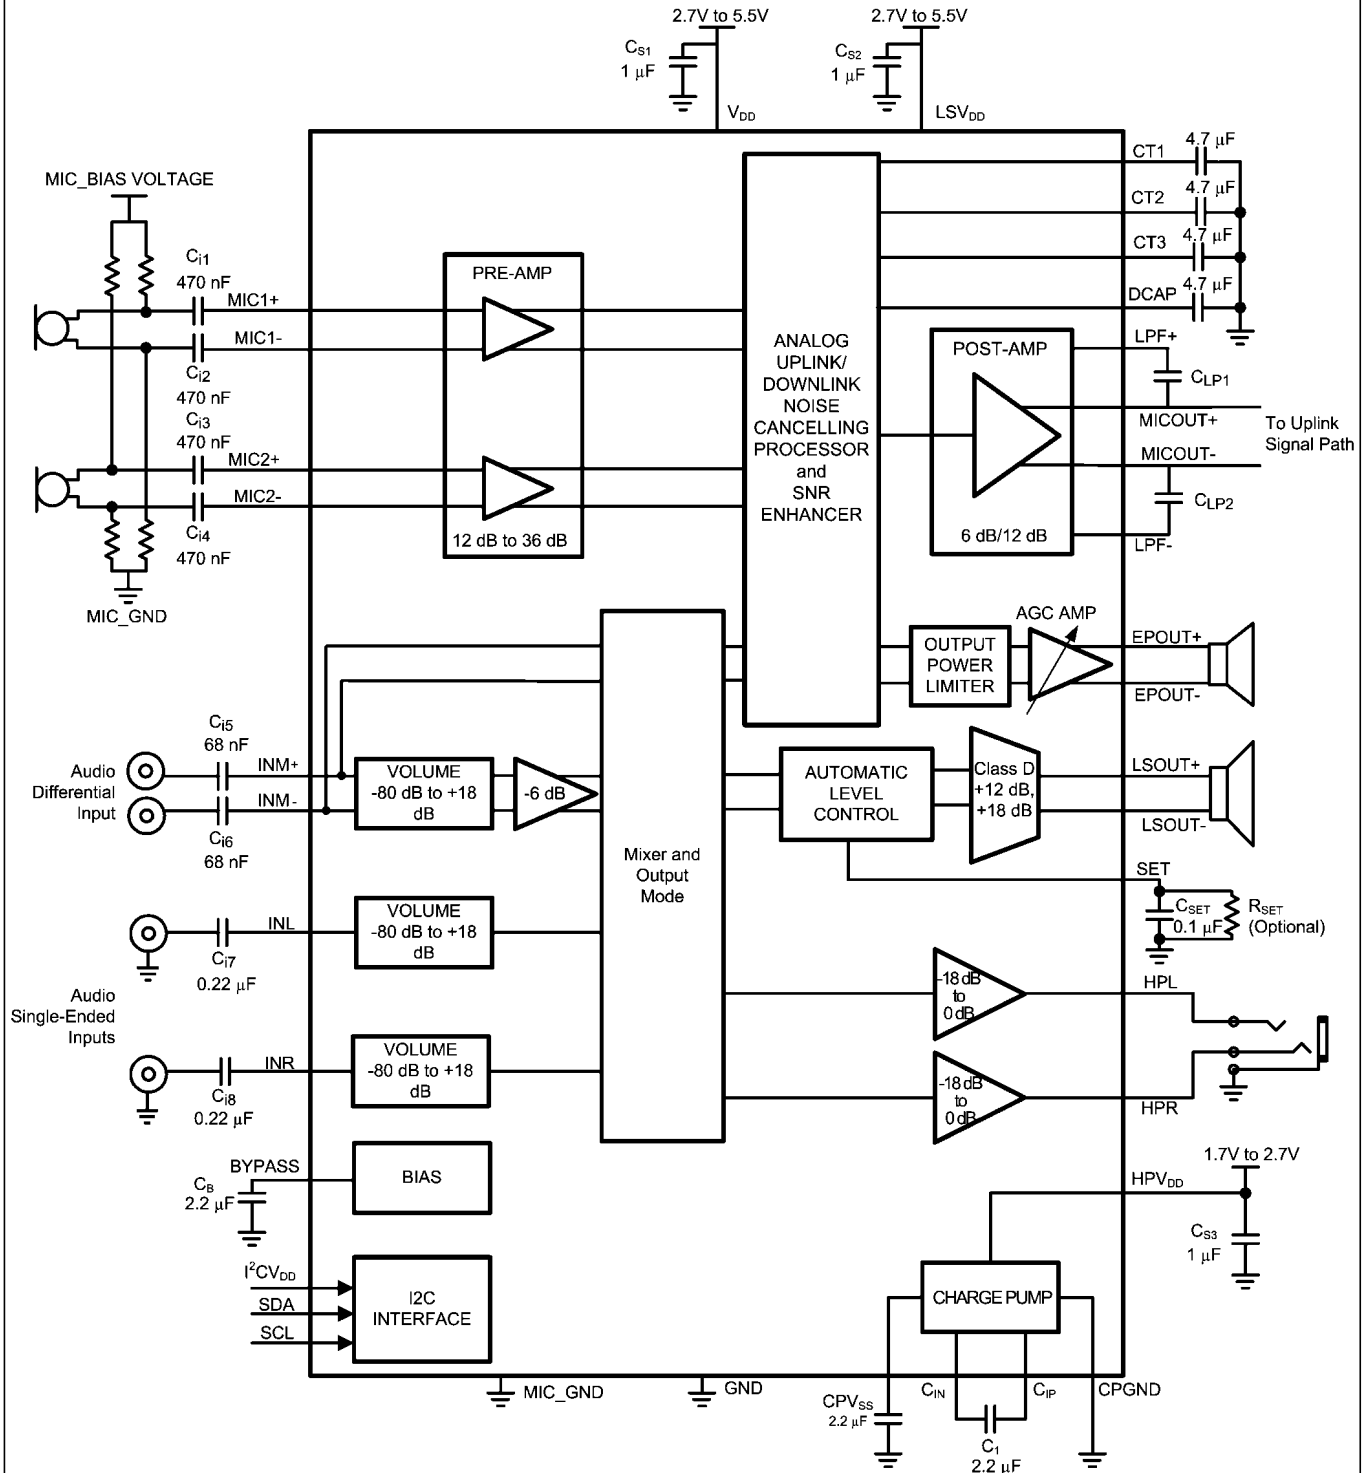 2.7V to 5.5V
2.7V to 5.5V
CS1
1 µF
CS2
1 µF
VDD
LSVDD
MIC_BIAS VOLTAGE
Ci1
470 nF
MIC1+
MIC1-
Ci2
470 nF
Ci3
470 nF
MIC2+
MIC2-
Ci4
470 nF
MIC_GND
PRE-AMP
12 dB to 36 dB
ANALOG
UPLINK/
DOWNLINK
NOISE
CANCELLING
PROCESSOR
and
SNR
ENHANCER
CT1
4.7 µF
CT2
4.7 µF
CT3
4.7 µF
DCAP
4.7 µF
POST-AMP
6 dB/12 dB
LPF+
CLP1
MICOUT+
To Uplink
Signal Path
MICOUT-
CLP2
LPF-
AGC AMP
OUTPUT
POWER
LIMITER
EPOUT+
EPOUT-
Audio
Differential
Input
Ci5
68 nF
INM+
INM-
Ci6
68 nF
VOLUME
-80 dB to +18
dB
-6 dB
Mixer and
Output
Mode
AUTOMATIC
LEVEL
CONTROL
Class D
+12 dB,
+18 dB
LSOUT+
LSOUT-
SET
CSET
0.1 µF
RSET
(Optional)
INL
Ci7
0.22 µF
VOLUME
-80 dB to +18
dB
Audio
Single-Ended
Inputs
INR
Ci8
0.22 µF
VOLUME
-80 dB to +18
dB
-18 dB
to
0 dB
HPL
-18 dB
to
0 dB
HPR
BYPASS
CB
2.2 µF
BIAS
1.7V to 2.7V
HPVDD
CS3
1 µF
I²CVDD
SDA
SCL
I2C
INTERFACE
CHARGE PUMP
MIC_GND
GND
CPVSS
2.2 µF
CIN
CIP
C1
2.2 µF
CPGND